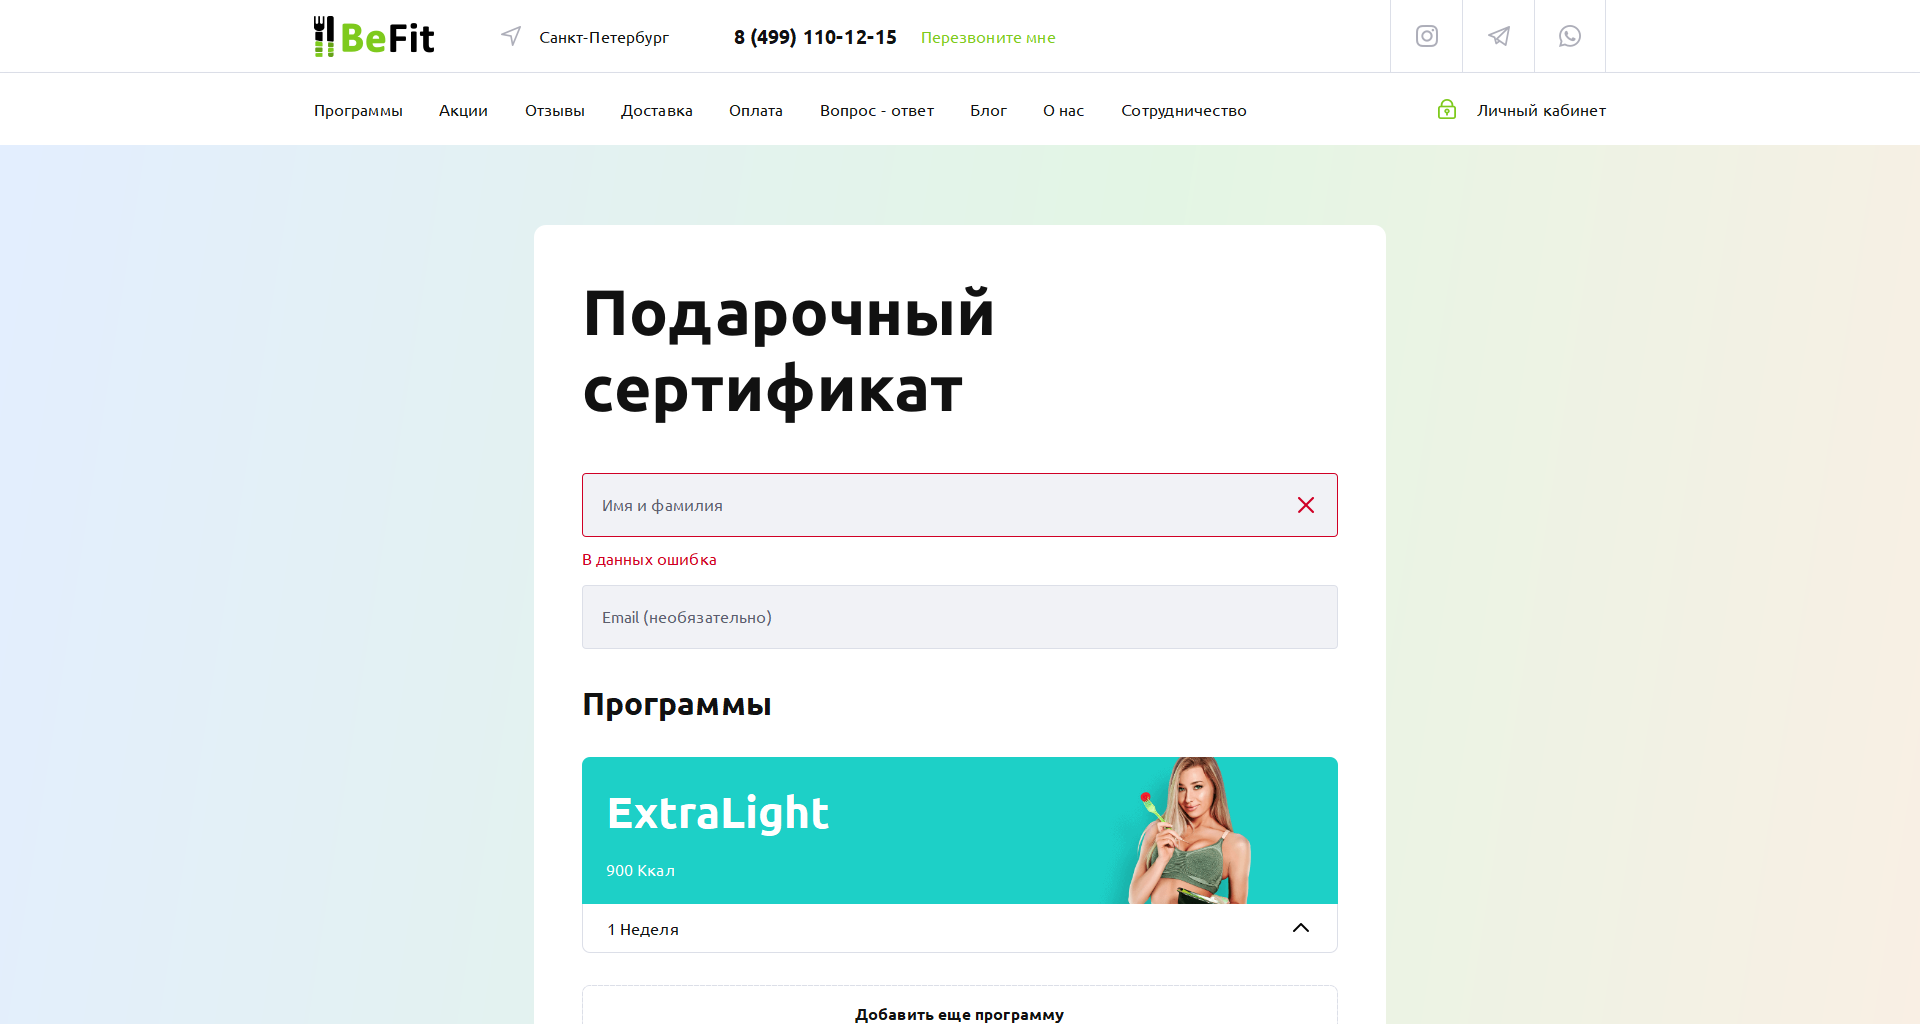 BeFit
Санкт-Петербург
8 (499) 110-12-15
Перезвоните мне
Программы
Акции
Отзывы
Доставка
Оплата
Вопрос - ответ
Блог
О нас
Сотрудничество
Личный кабинет
Подарочный
сертификат
Имя и фамилия
В данных ошибка
Email (необязательно)
Программы
ExtraLight
900 Ккал
1 Неделя
Добавить еще программу